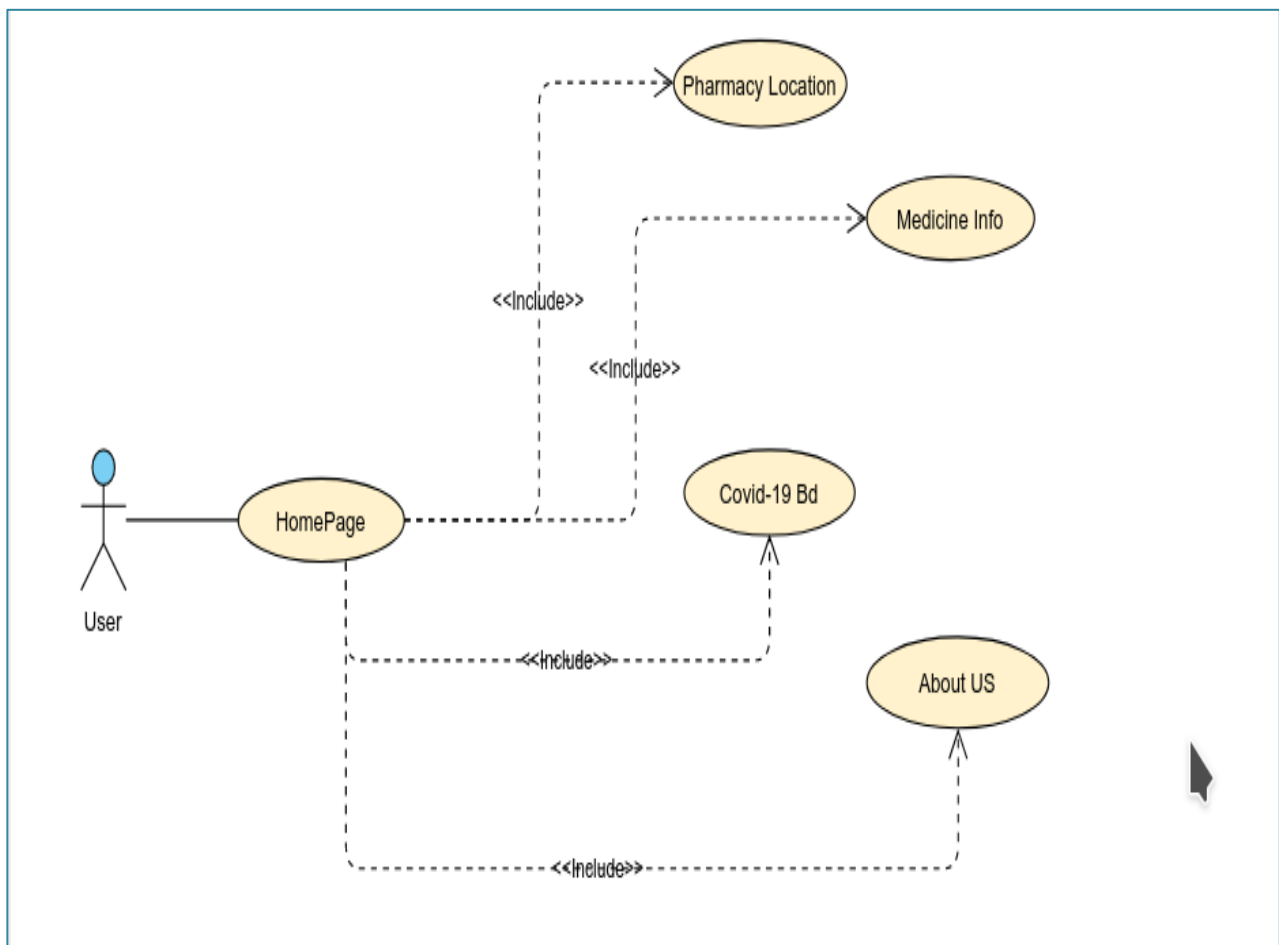 Pharmacy Location
Medicine Info
<<Include>>
<<Include>>
Covid-19 Bd
HomePage
User
<<Include>>
About US
<<Include>>